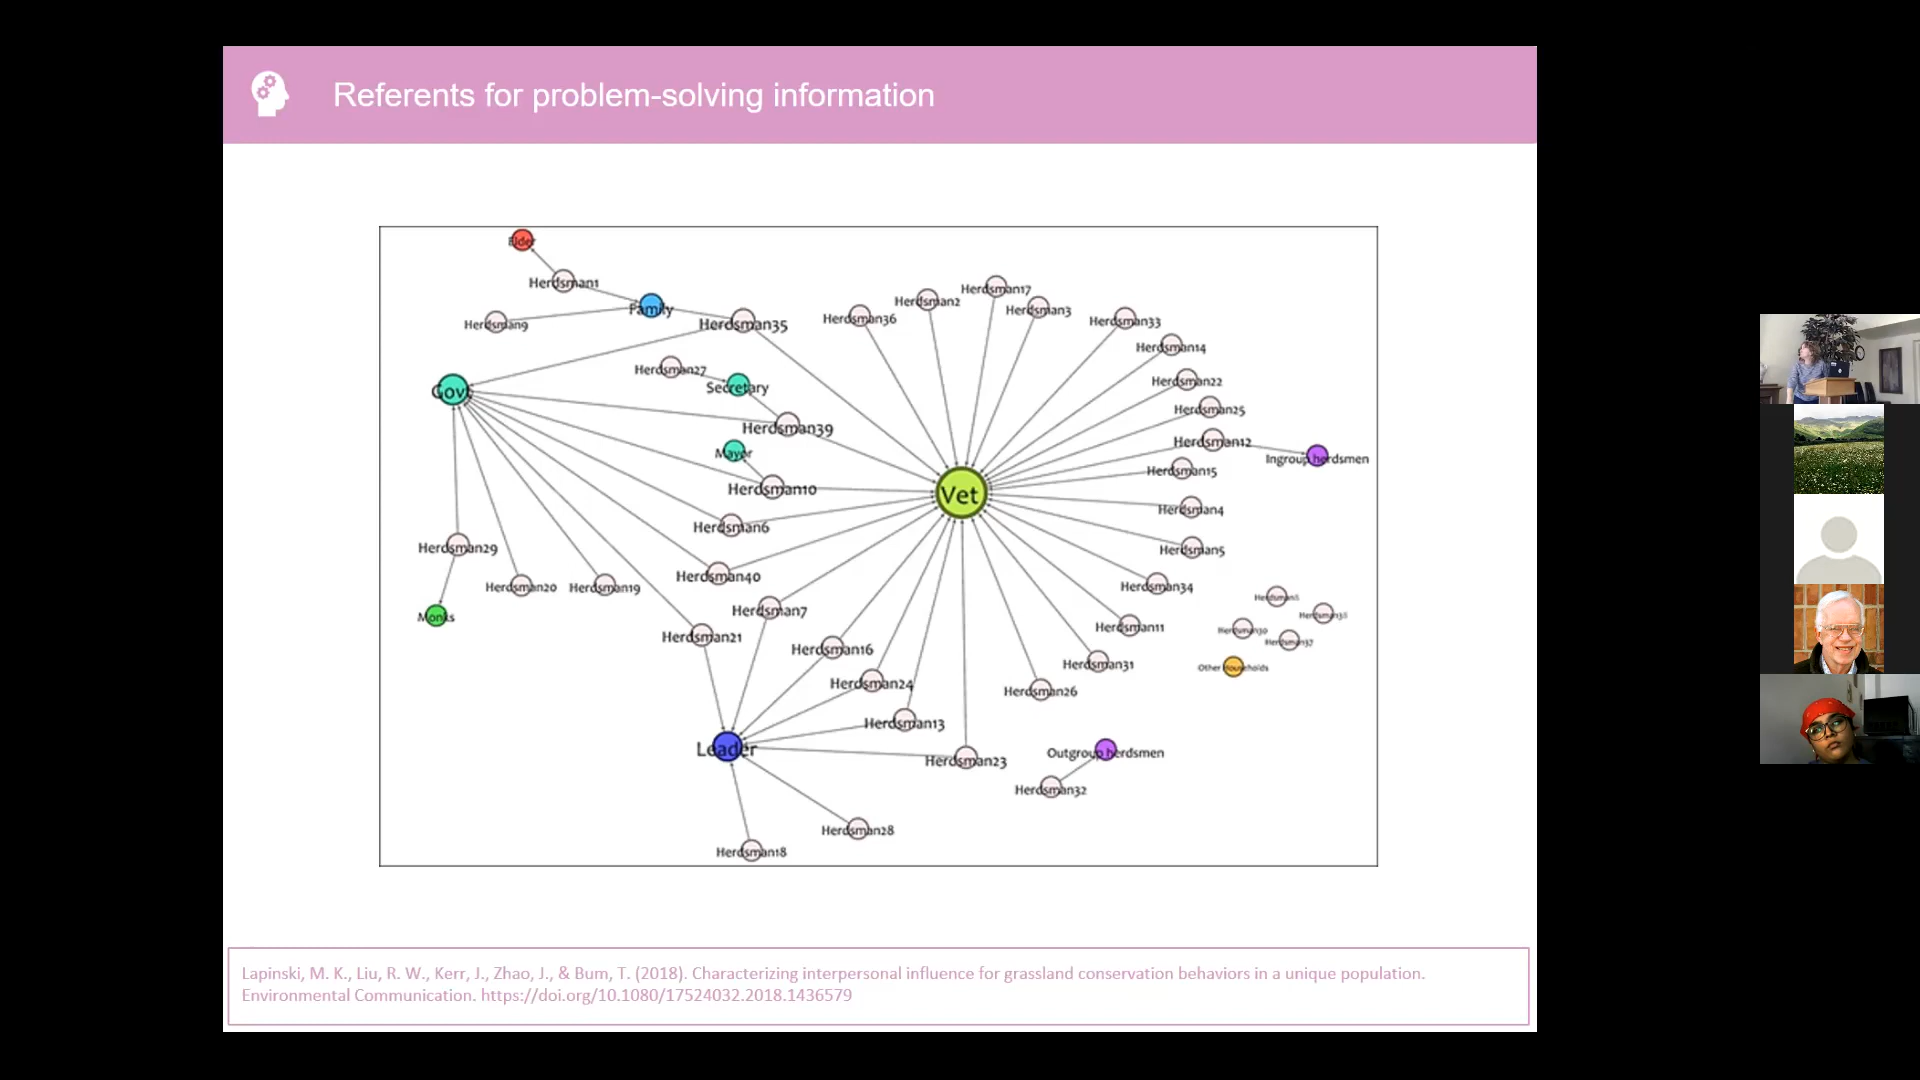 Referents for problem-solving information
Elder
Herdsman1
Family
Herdsman9
Herdsman35
Herdsman36
Herdsman2
Herdsman17
Herdsman3
Herdsman33
Herdsman14
Herdsman27
Secretary
Govt
Herdsman22
Herdsman25
Herdsman39
Herdsman12
Ingroup herdsmen
Mayor
Herdsman15
Herdsman10
Vet
Herdsman4
Herdsman6
Herdsman29
Herdsman5
Herdsman40
Herdsman20
Herdsman19
Herdsman34
Herdsman7
Monks
Herdsman38
Herdsman11
Herdsman30
Herdsman37
Herdsman21
Herdsman16
Herdsman31
Other Households
Herdsman24
Herdsman26
Herdsman13
Leader
Outgroup herdsmen
Herdsman23
Herdsman32
Herdsman28
Herdsman18
Lapinski, M. K., Liu, R. W., Kerr, J., Zhao, J., & Bum, T. (2018). Characterizing interpersonal influence for grassland conservation behaviors in a unique population.
Environmental Communication. https://doi.org/10.1080/17524032.2018.1436579